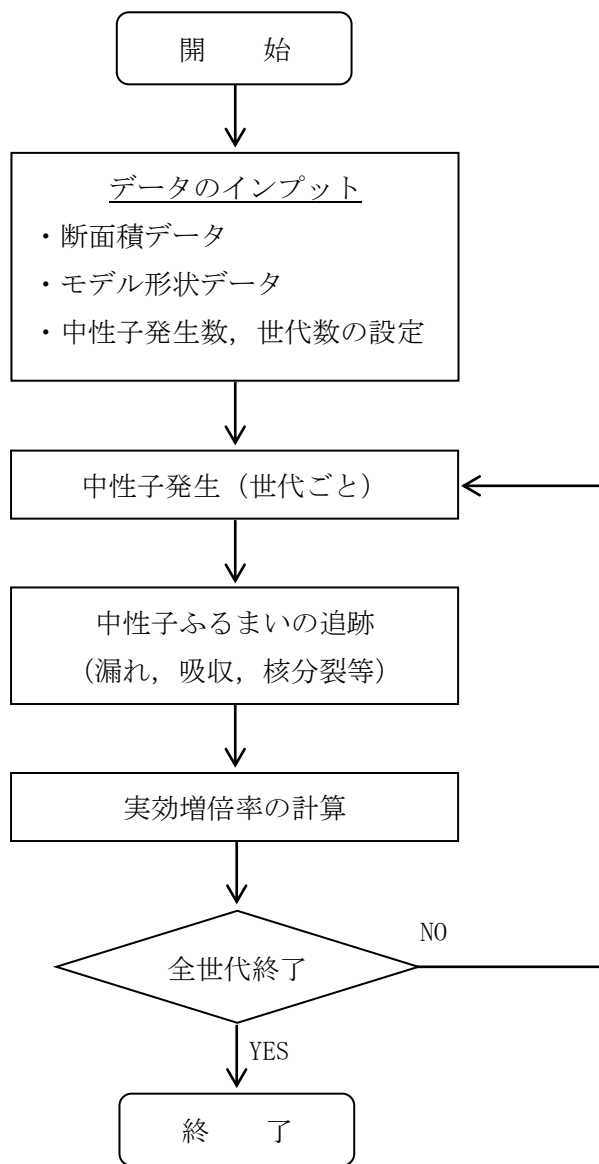 開　始
データのインプット
・断面積データ
・モデル形状データ
・中性子発生数，世代数の設定
中性子発生（世代ごと）
中性子ふるまいの追跡
（漏れ，吸収，核分裂等）
実効増倍率の計算
全世代終了
NO
YES
終　了